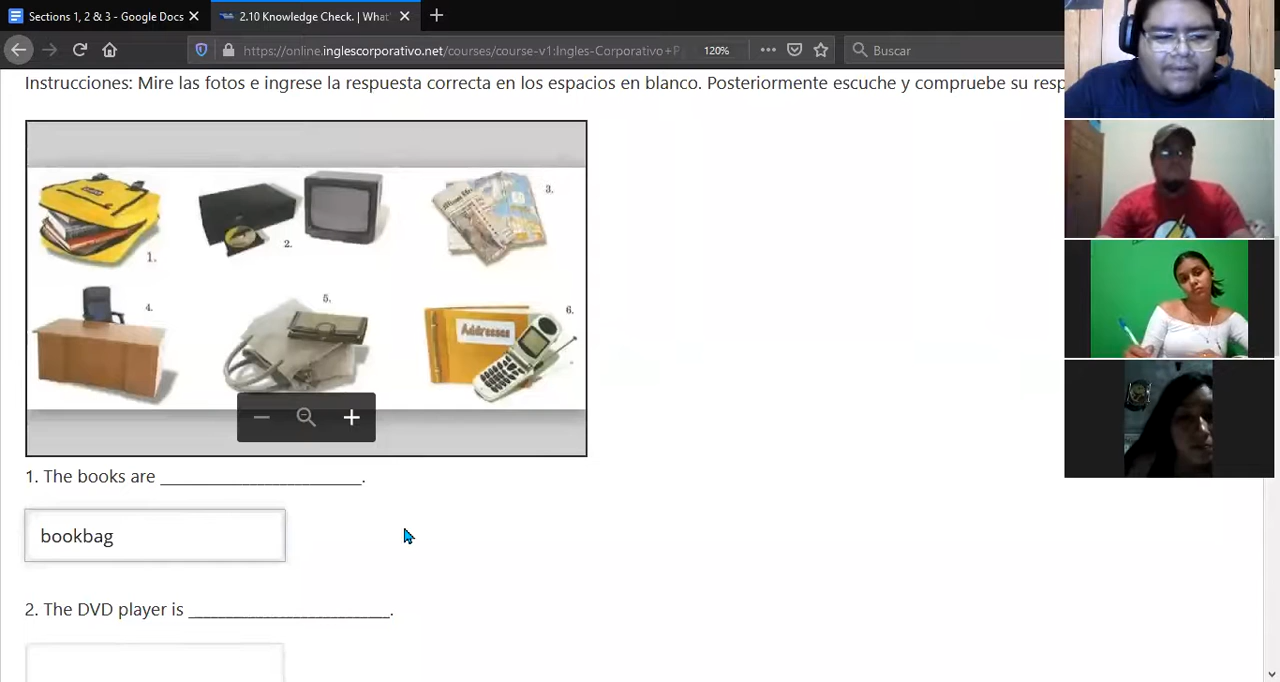 Sections 1, 2 & 3 - Google Docs
2.10 Knowledge Check. | What'
https://online.inglescorporativo.net/courses/course-v1:Ingles-Corporativo+P
120%
Buscar
Instrucciones: Mire las fotos e ingrese la respuesta correcta en los espacios en blanco. Posteriormente escuche y compruebe su resp
1.
2.
3.
4.
5.
6.
Addresses
1. The books are ________________________.
bookbag
2. The DVD player is ________________________.